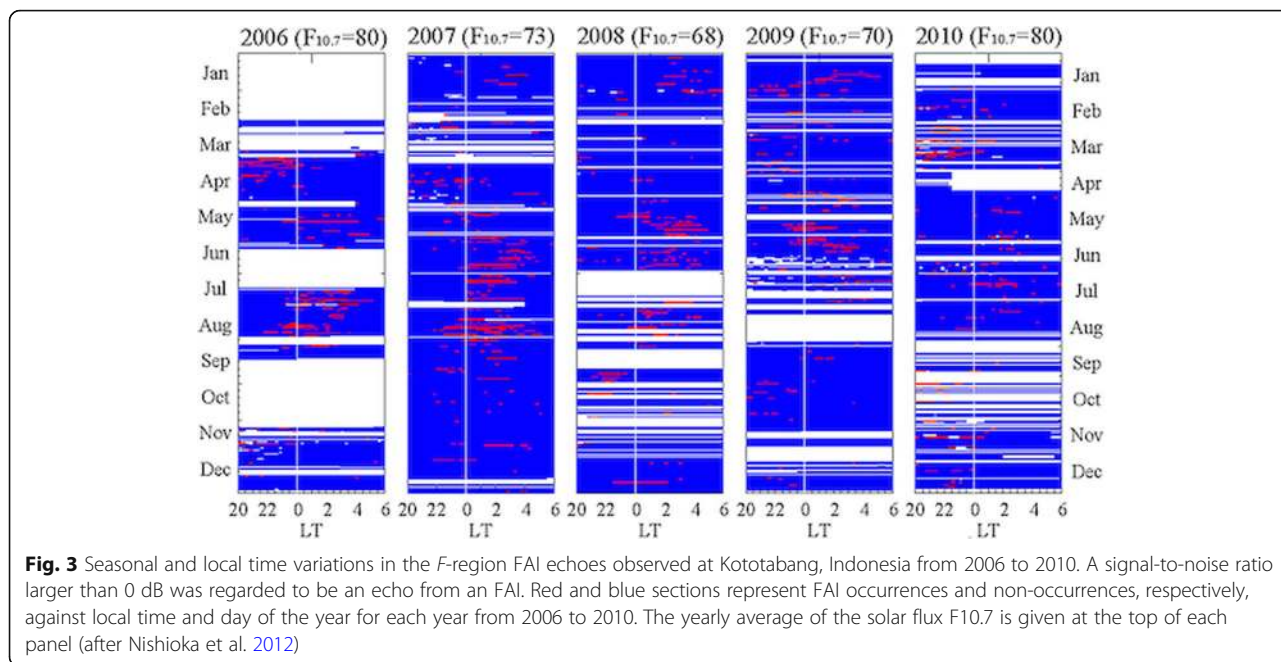 2006 (F10.7=80) 2007 (F10.7=73) 2008 (F10.7=68) 2009 (F10.7=70) 2010 (F10.7=80)
Jan Jan
Feb Feb
Mar Mar
Apr Apr
May May
Jun Jun
Jul Jul
Aug Aug
Sep Sep
Oct Oct
Nov Nov
Dec Dec
20 22 0 2 4 6 20 22 0 2 4 6 20 22 0 2 4 6 20 22 0 2 4 6 20 22 0 2 4 6
LT LT LT LT LT
Fig. 3 Seasonal and local time variations in the F-region FAI echoes observed at Kototabang, Indonesia from 2006 to 2010. A signal-to-noise ratio
larger than 0 dB was regarded to be an echo from an FAI. Red and blue sections represent FAI occurrences and non-occurrences, respectively,
against local time and day of the year for each year from 2006 to 2010. The yearly average of the solar flux F10.7 is given at the top of each
panel (after Nishioka et al. 2012)